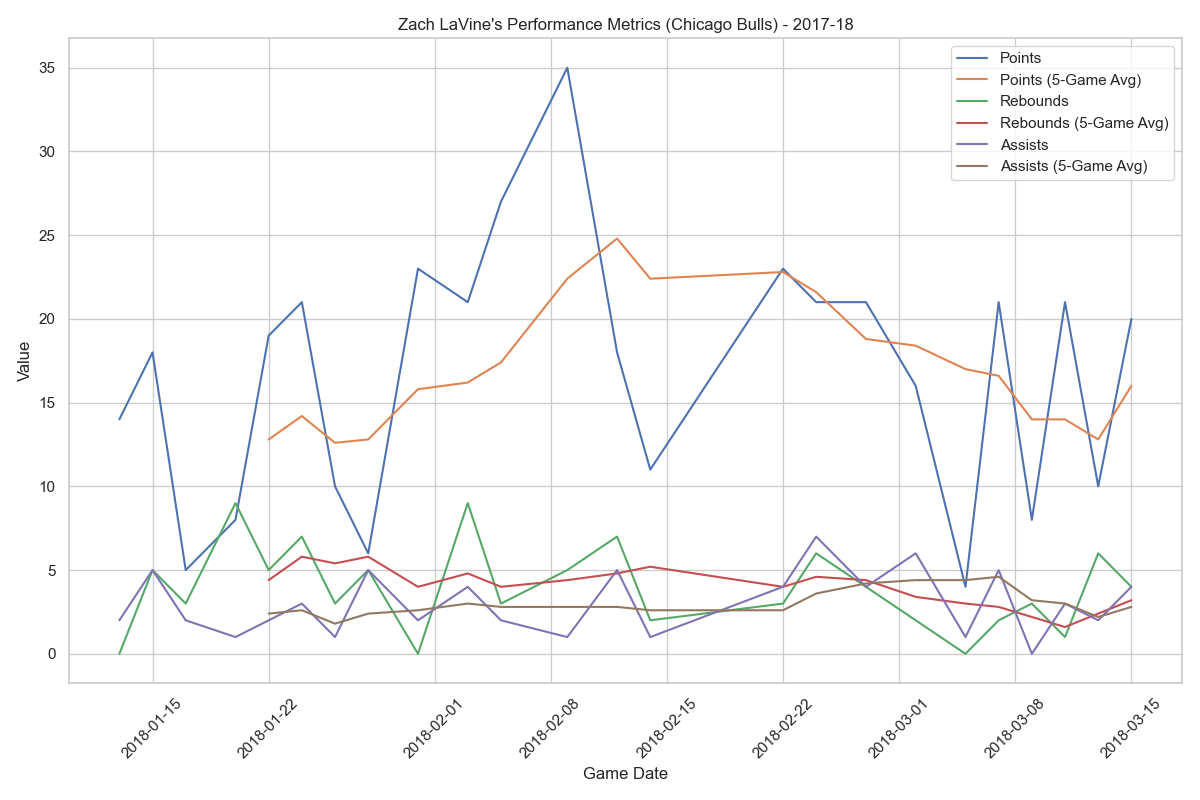 Zach LaVine's Performance Metrics (Chicago Bulls) - 2017-18
Points
Points (5-Game Avg)
Rebounds
Rebounds (5-Game Avg)
Assists
Assists (5-Game Avg)
Value
35
30
25
20
15
10
5
0
2018-01-15
2018-01-22
2018-02-01
2018-02-08
2018-02-15
2018-02-22
2018-03-01
2018-03-08
2018-03-15
Game Date